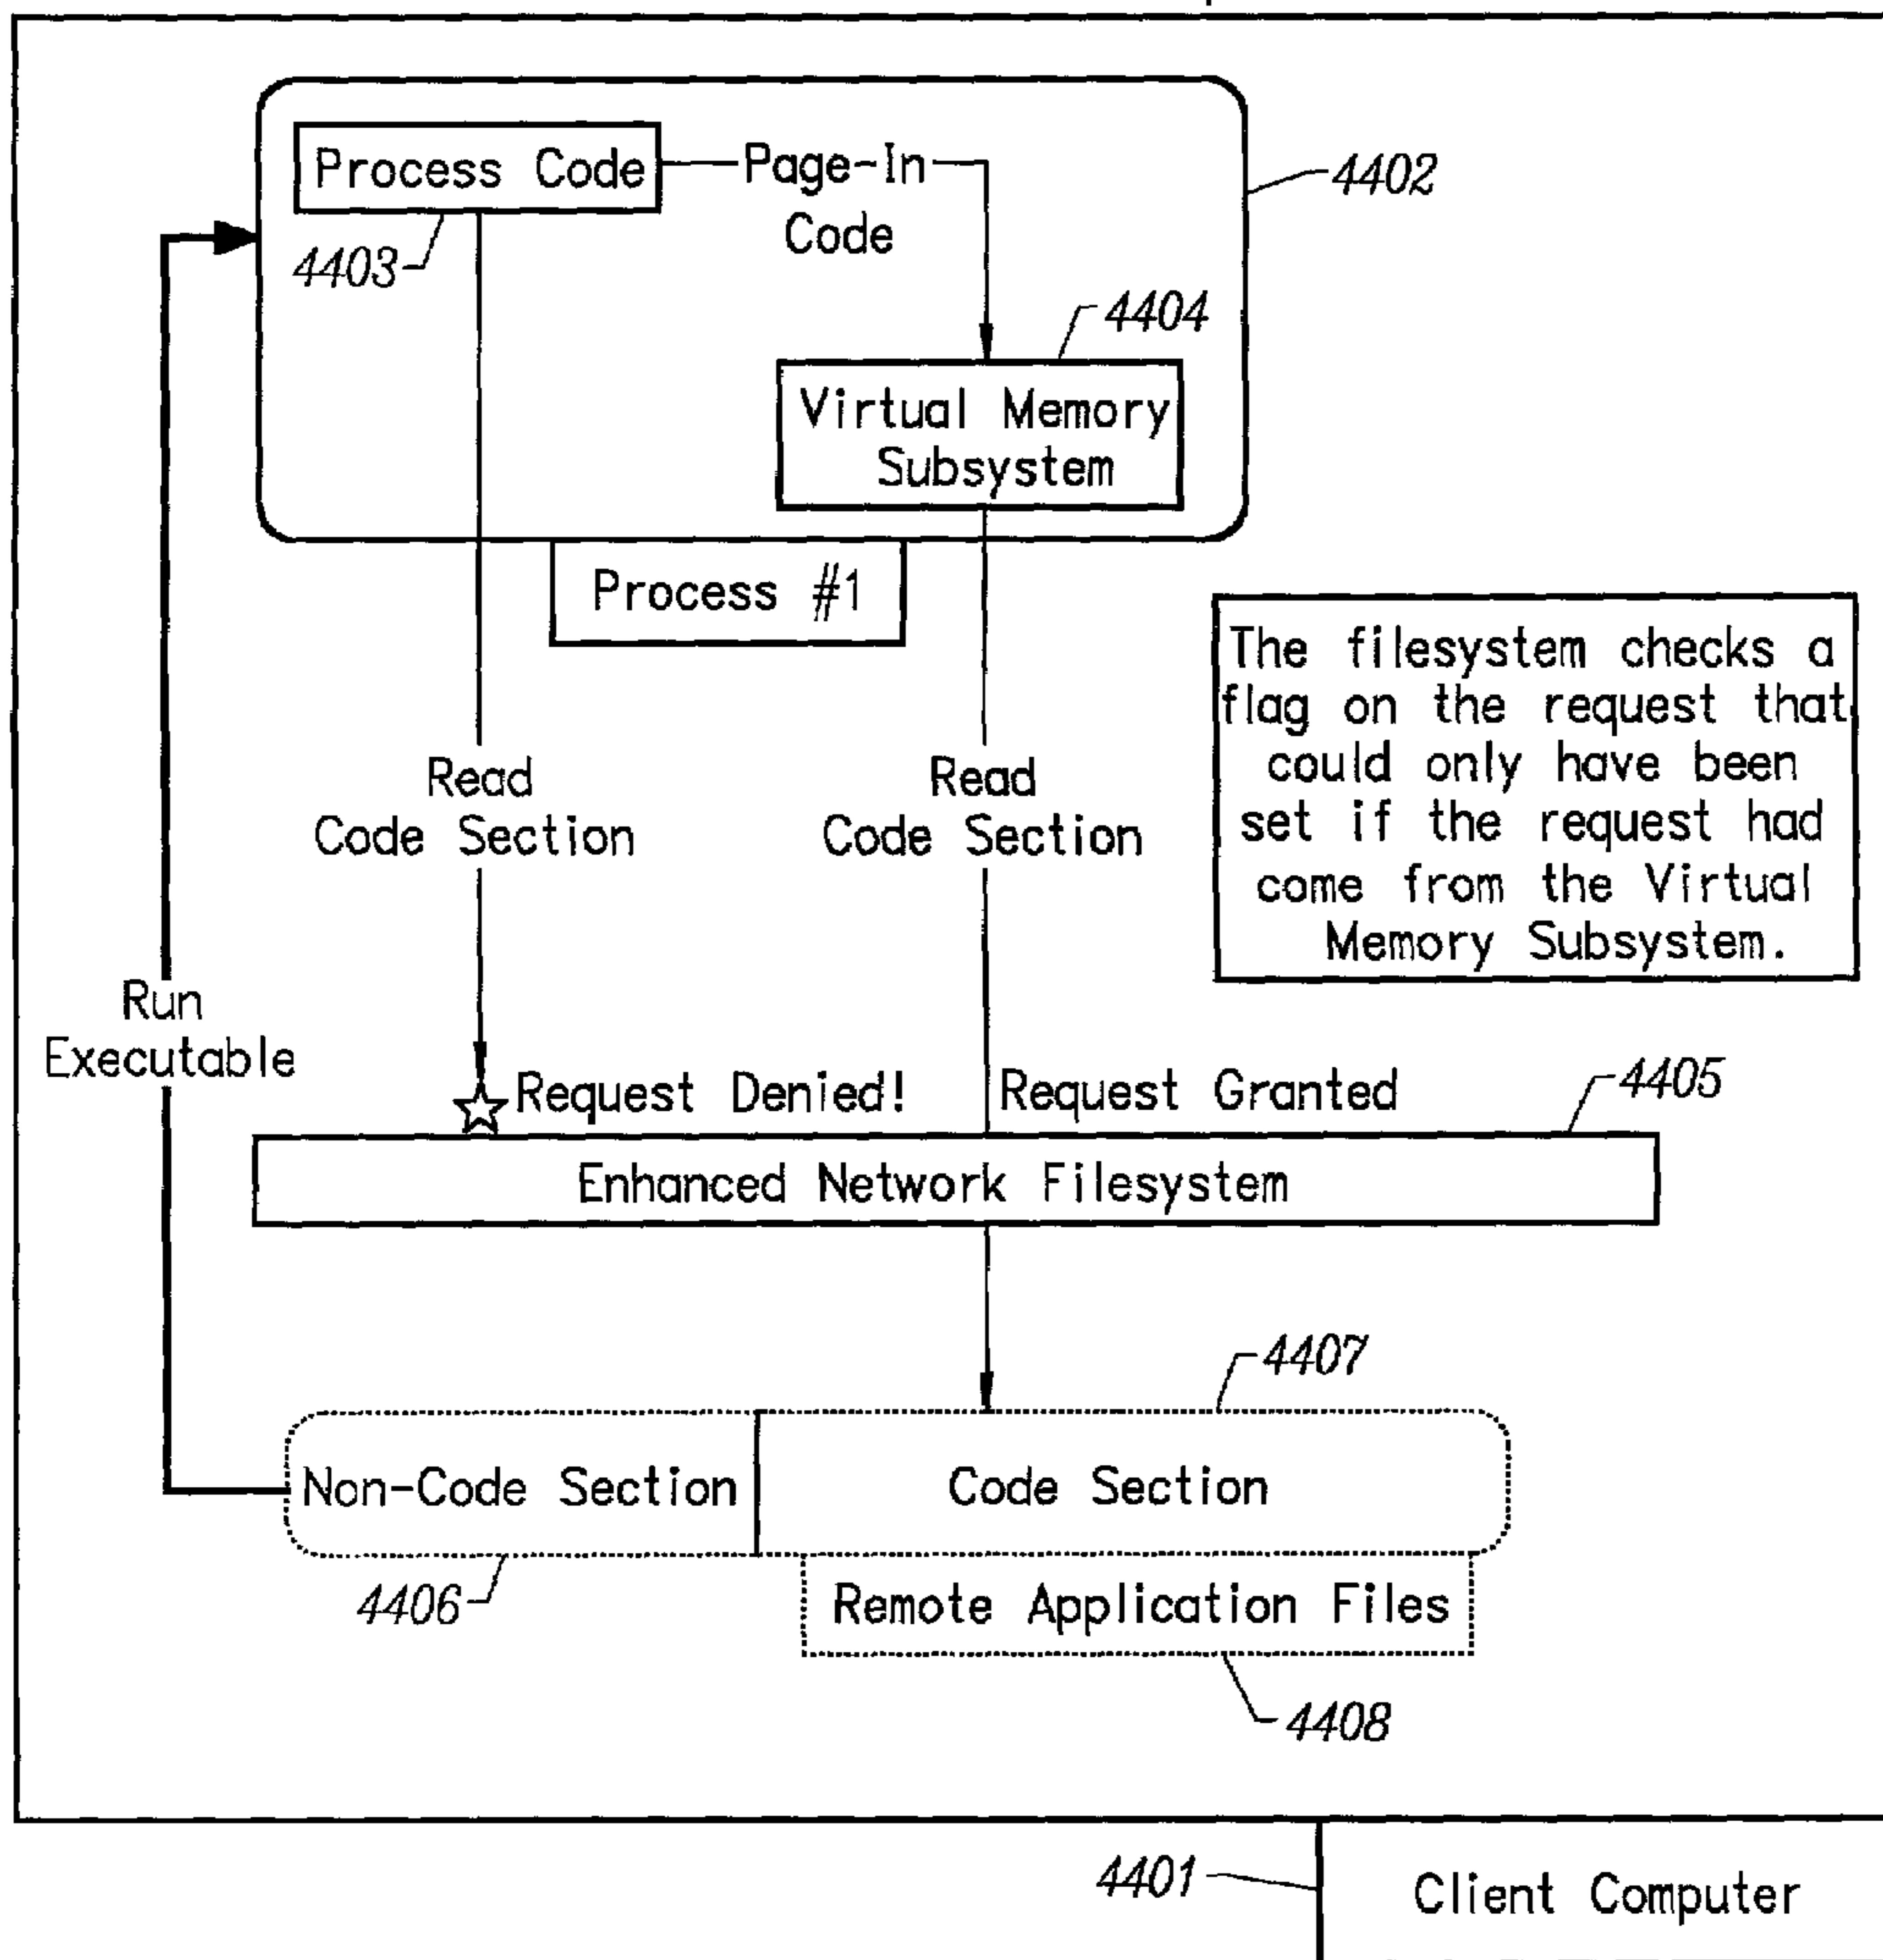 Process Code
Page-In
Code
4402
4403
4404
Virtual Memory
Subsystem
Process #1
The filesystem checks a
flag on the request that
could only have been
set if the request had
come from the Virtual
Memory Subsystem.
Read
Code Section
Read
Code Section
Run
Executable
Request Denied!
Request Granted
4405
Enhanced Network Filesystem
4407
Non-Code Section
Code Section
4406
Remote Application Files
4408
4401
Client Computer